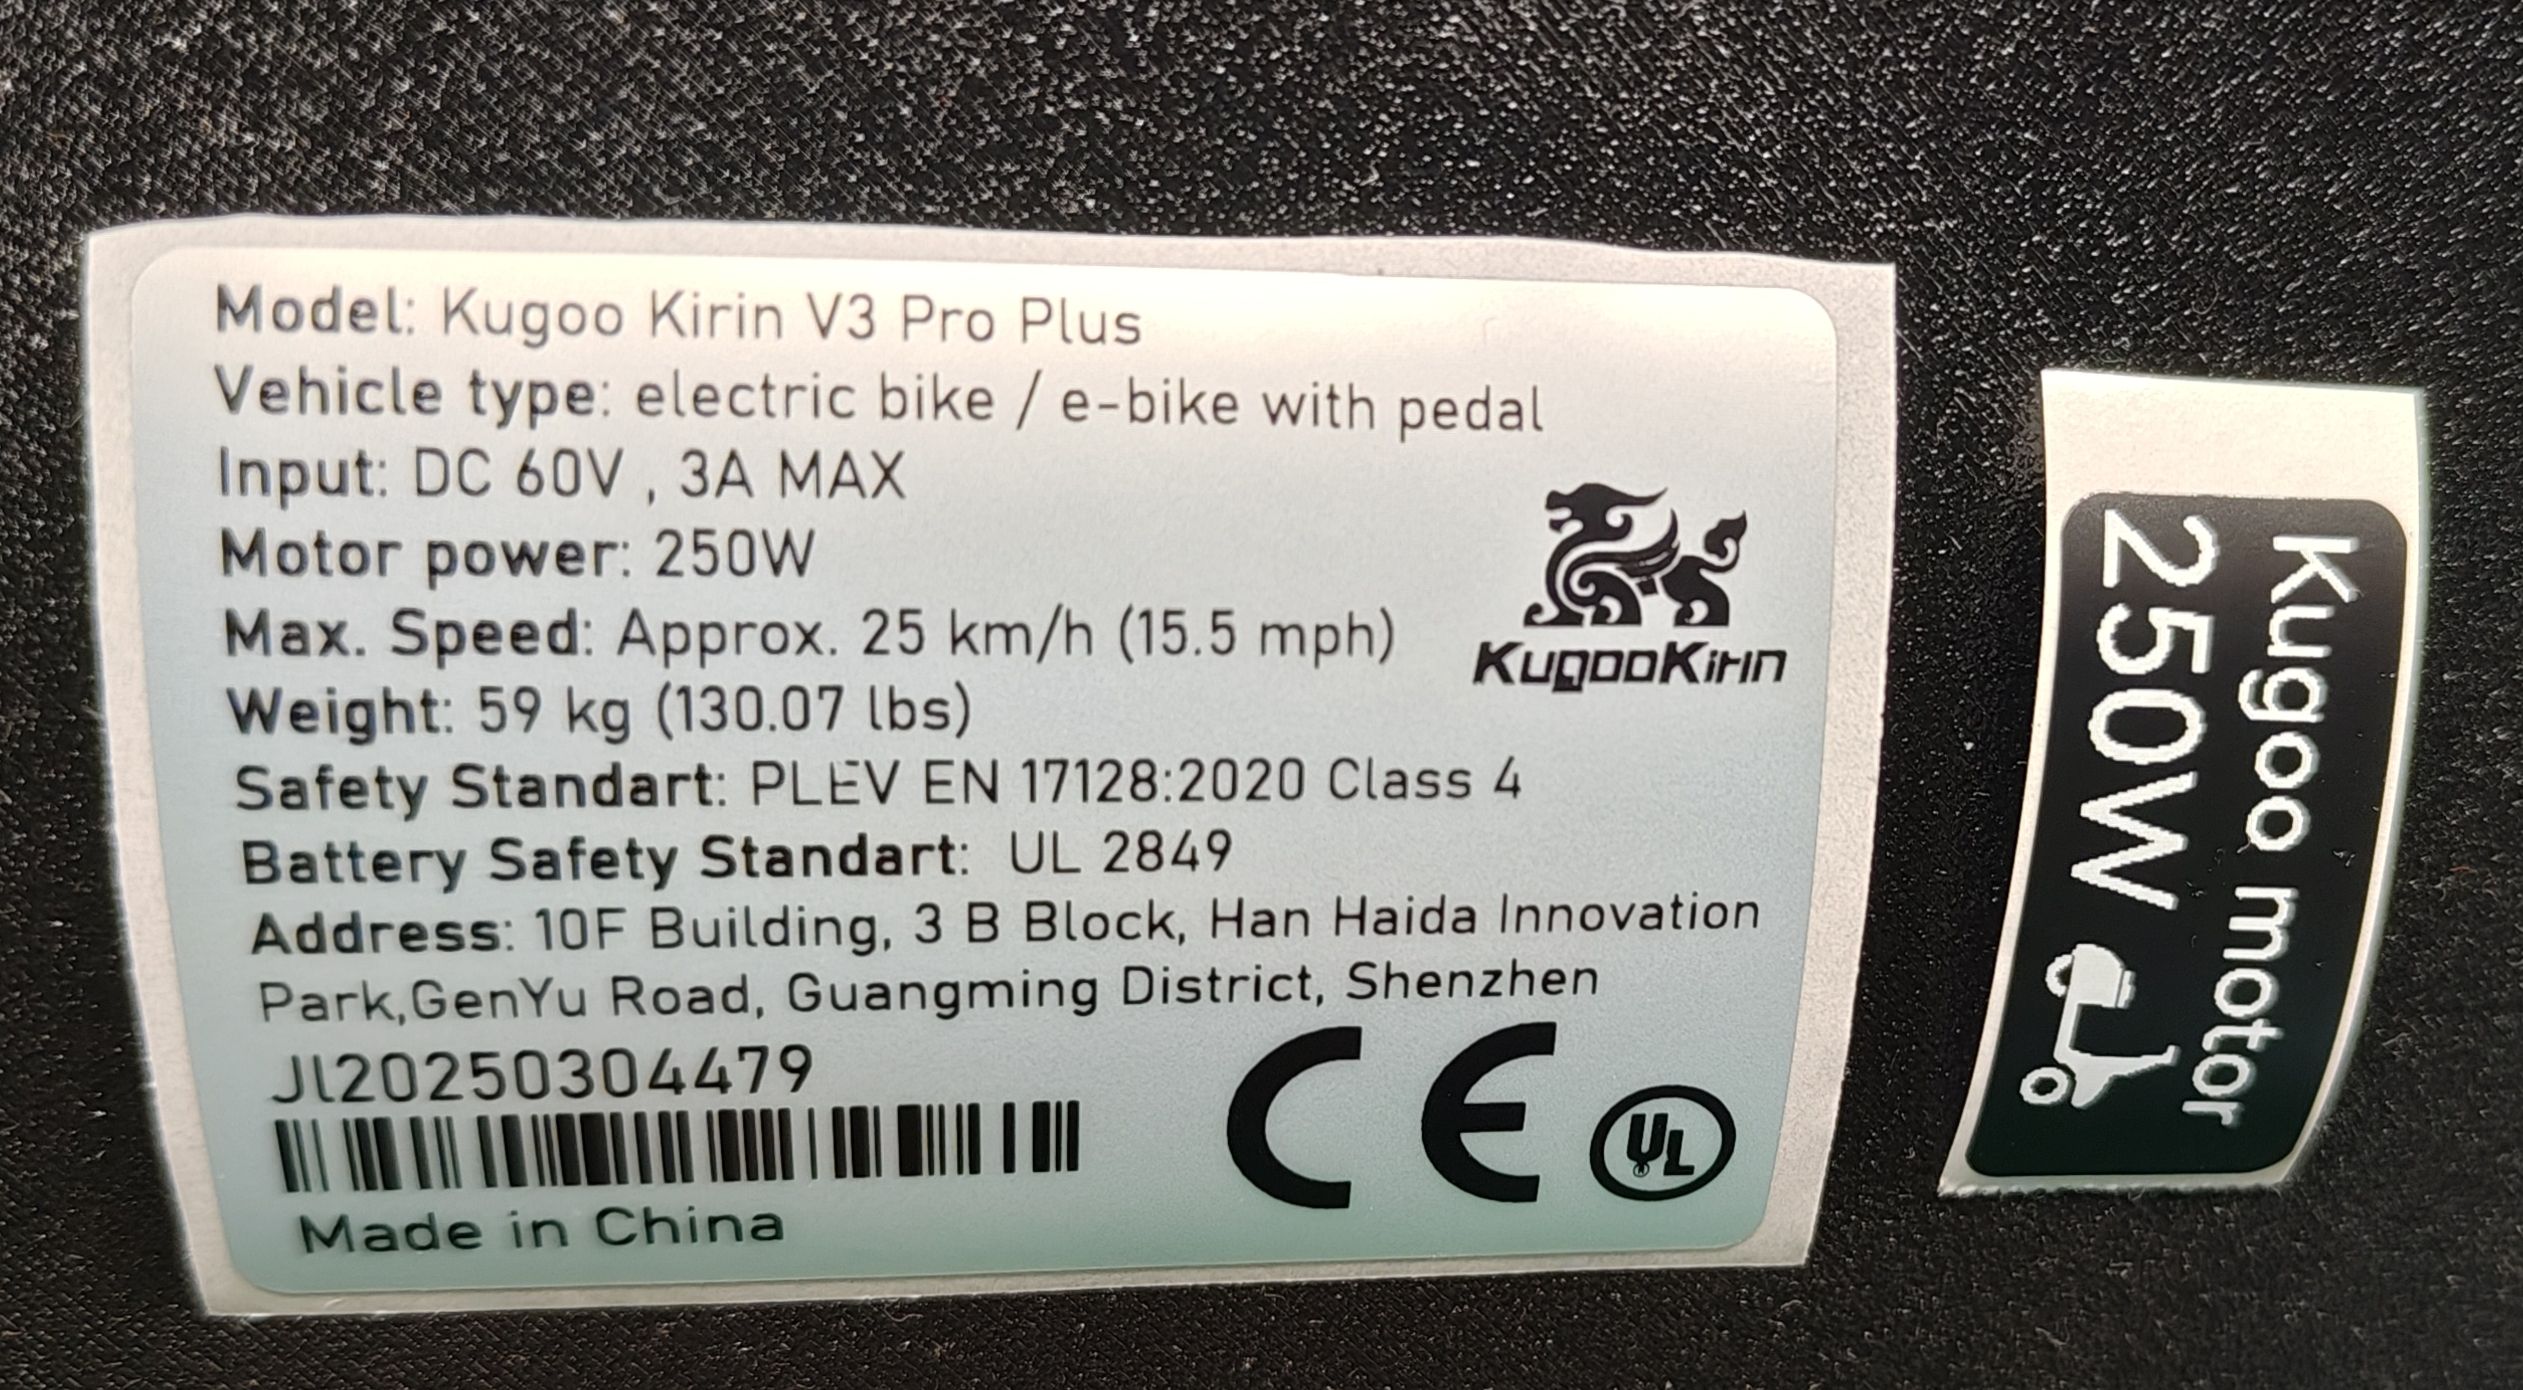 Model: Kugoo Kirin V3 Pro Plus
Vehicle type: electric bike / e-bike with pedal
Input: DC 60V , 3A MAX
Motor power: 250W
Max. Speed: Approx. 25 km/h (15.5 mph)
Weight: 59 kg (130.07 lbs)
KugooKirin
Safety Standart: PLEV EN 17128:2020 Class 4
Battery Safety Standart: UL 2849
Address: 10F Building, 3 B Block, Han Haida Innovation
Park,GenYu Road, Guangming District, Shenzhen
Jl20250304479
CE
UL
®
Made in China
Kugoo motor
250W